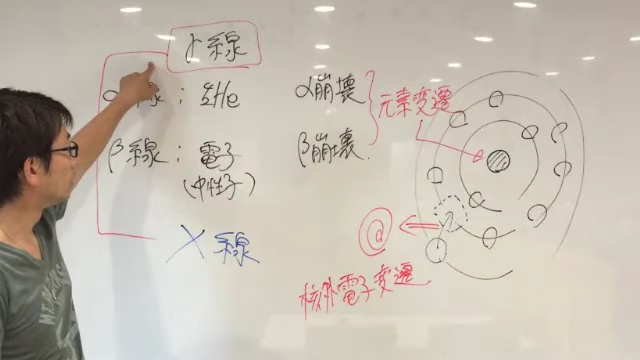 γ線
α線 : ⁴₂He
α崩壊
元素変遷
β線 : 電子
(中性子)
β崩壊.
X線
e
核外電子変遷